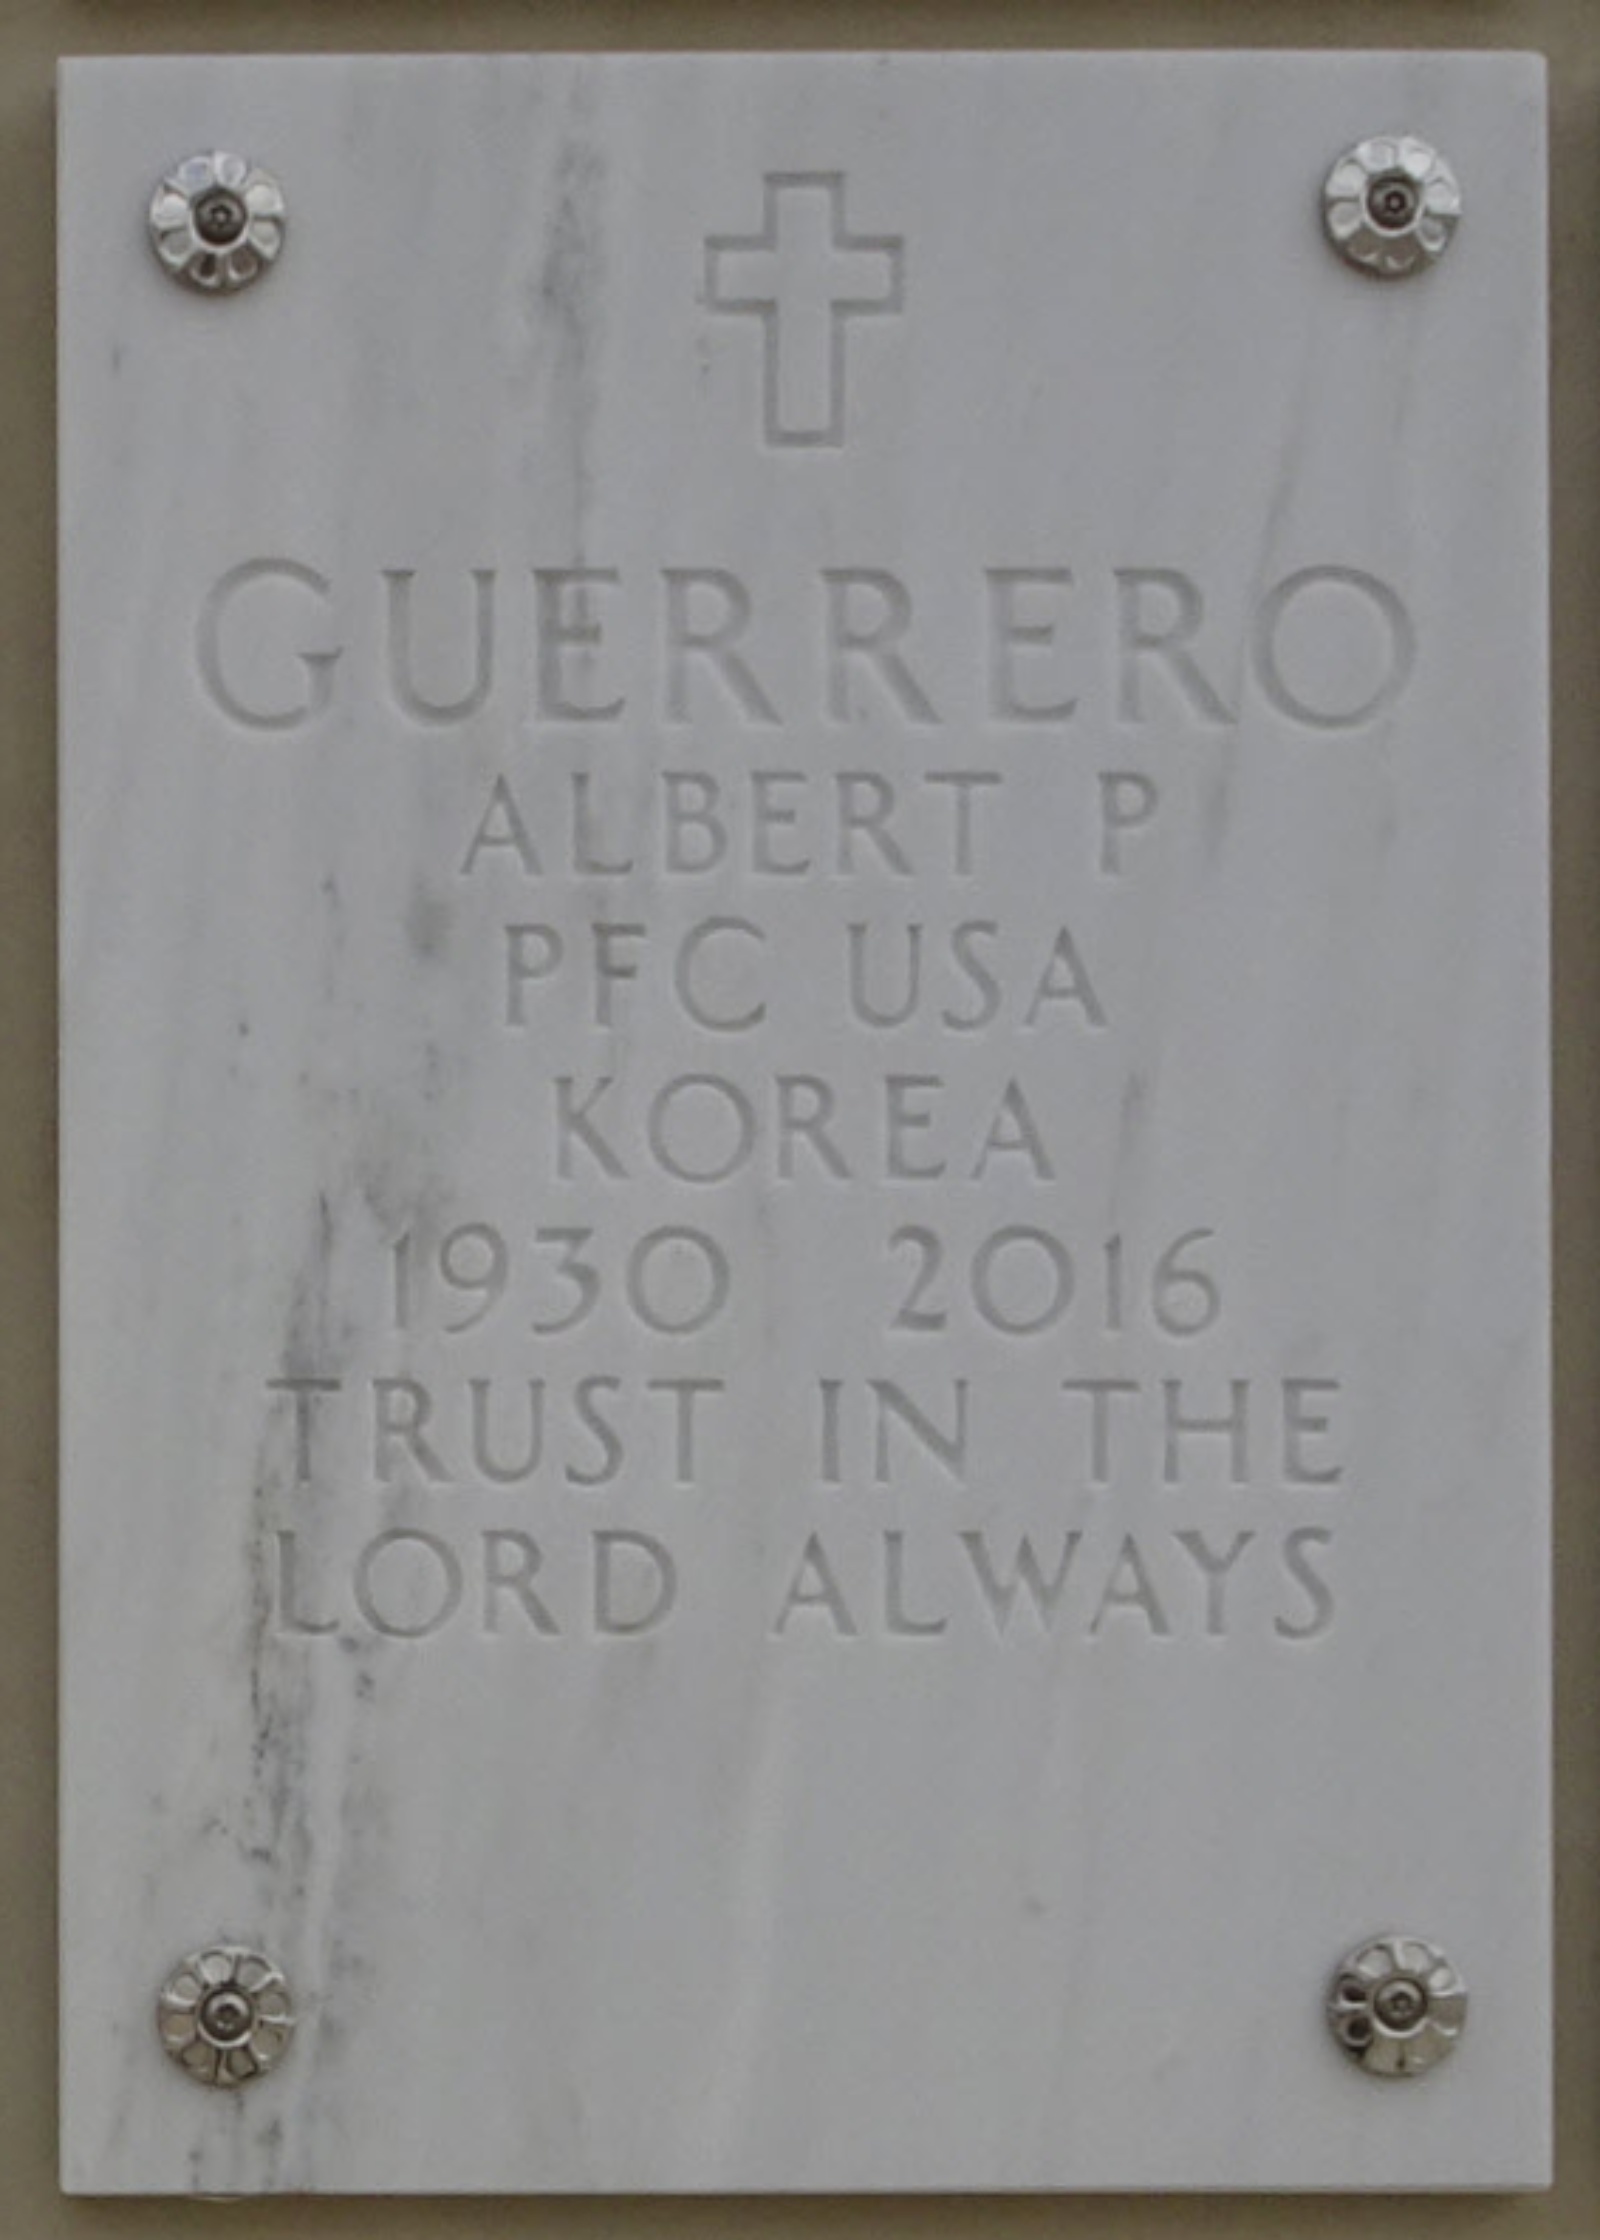 GUERRERO
ALBERT P
PFC USA
KOREA
1930 2016
TRUST IN THE
LORD ALWAYS